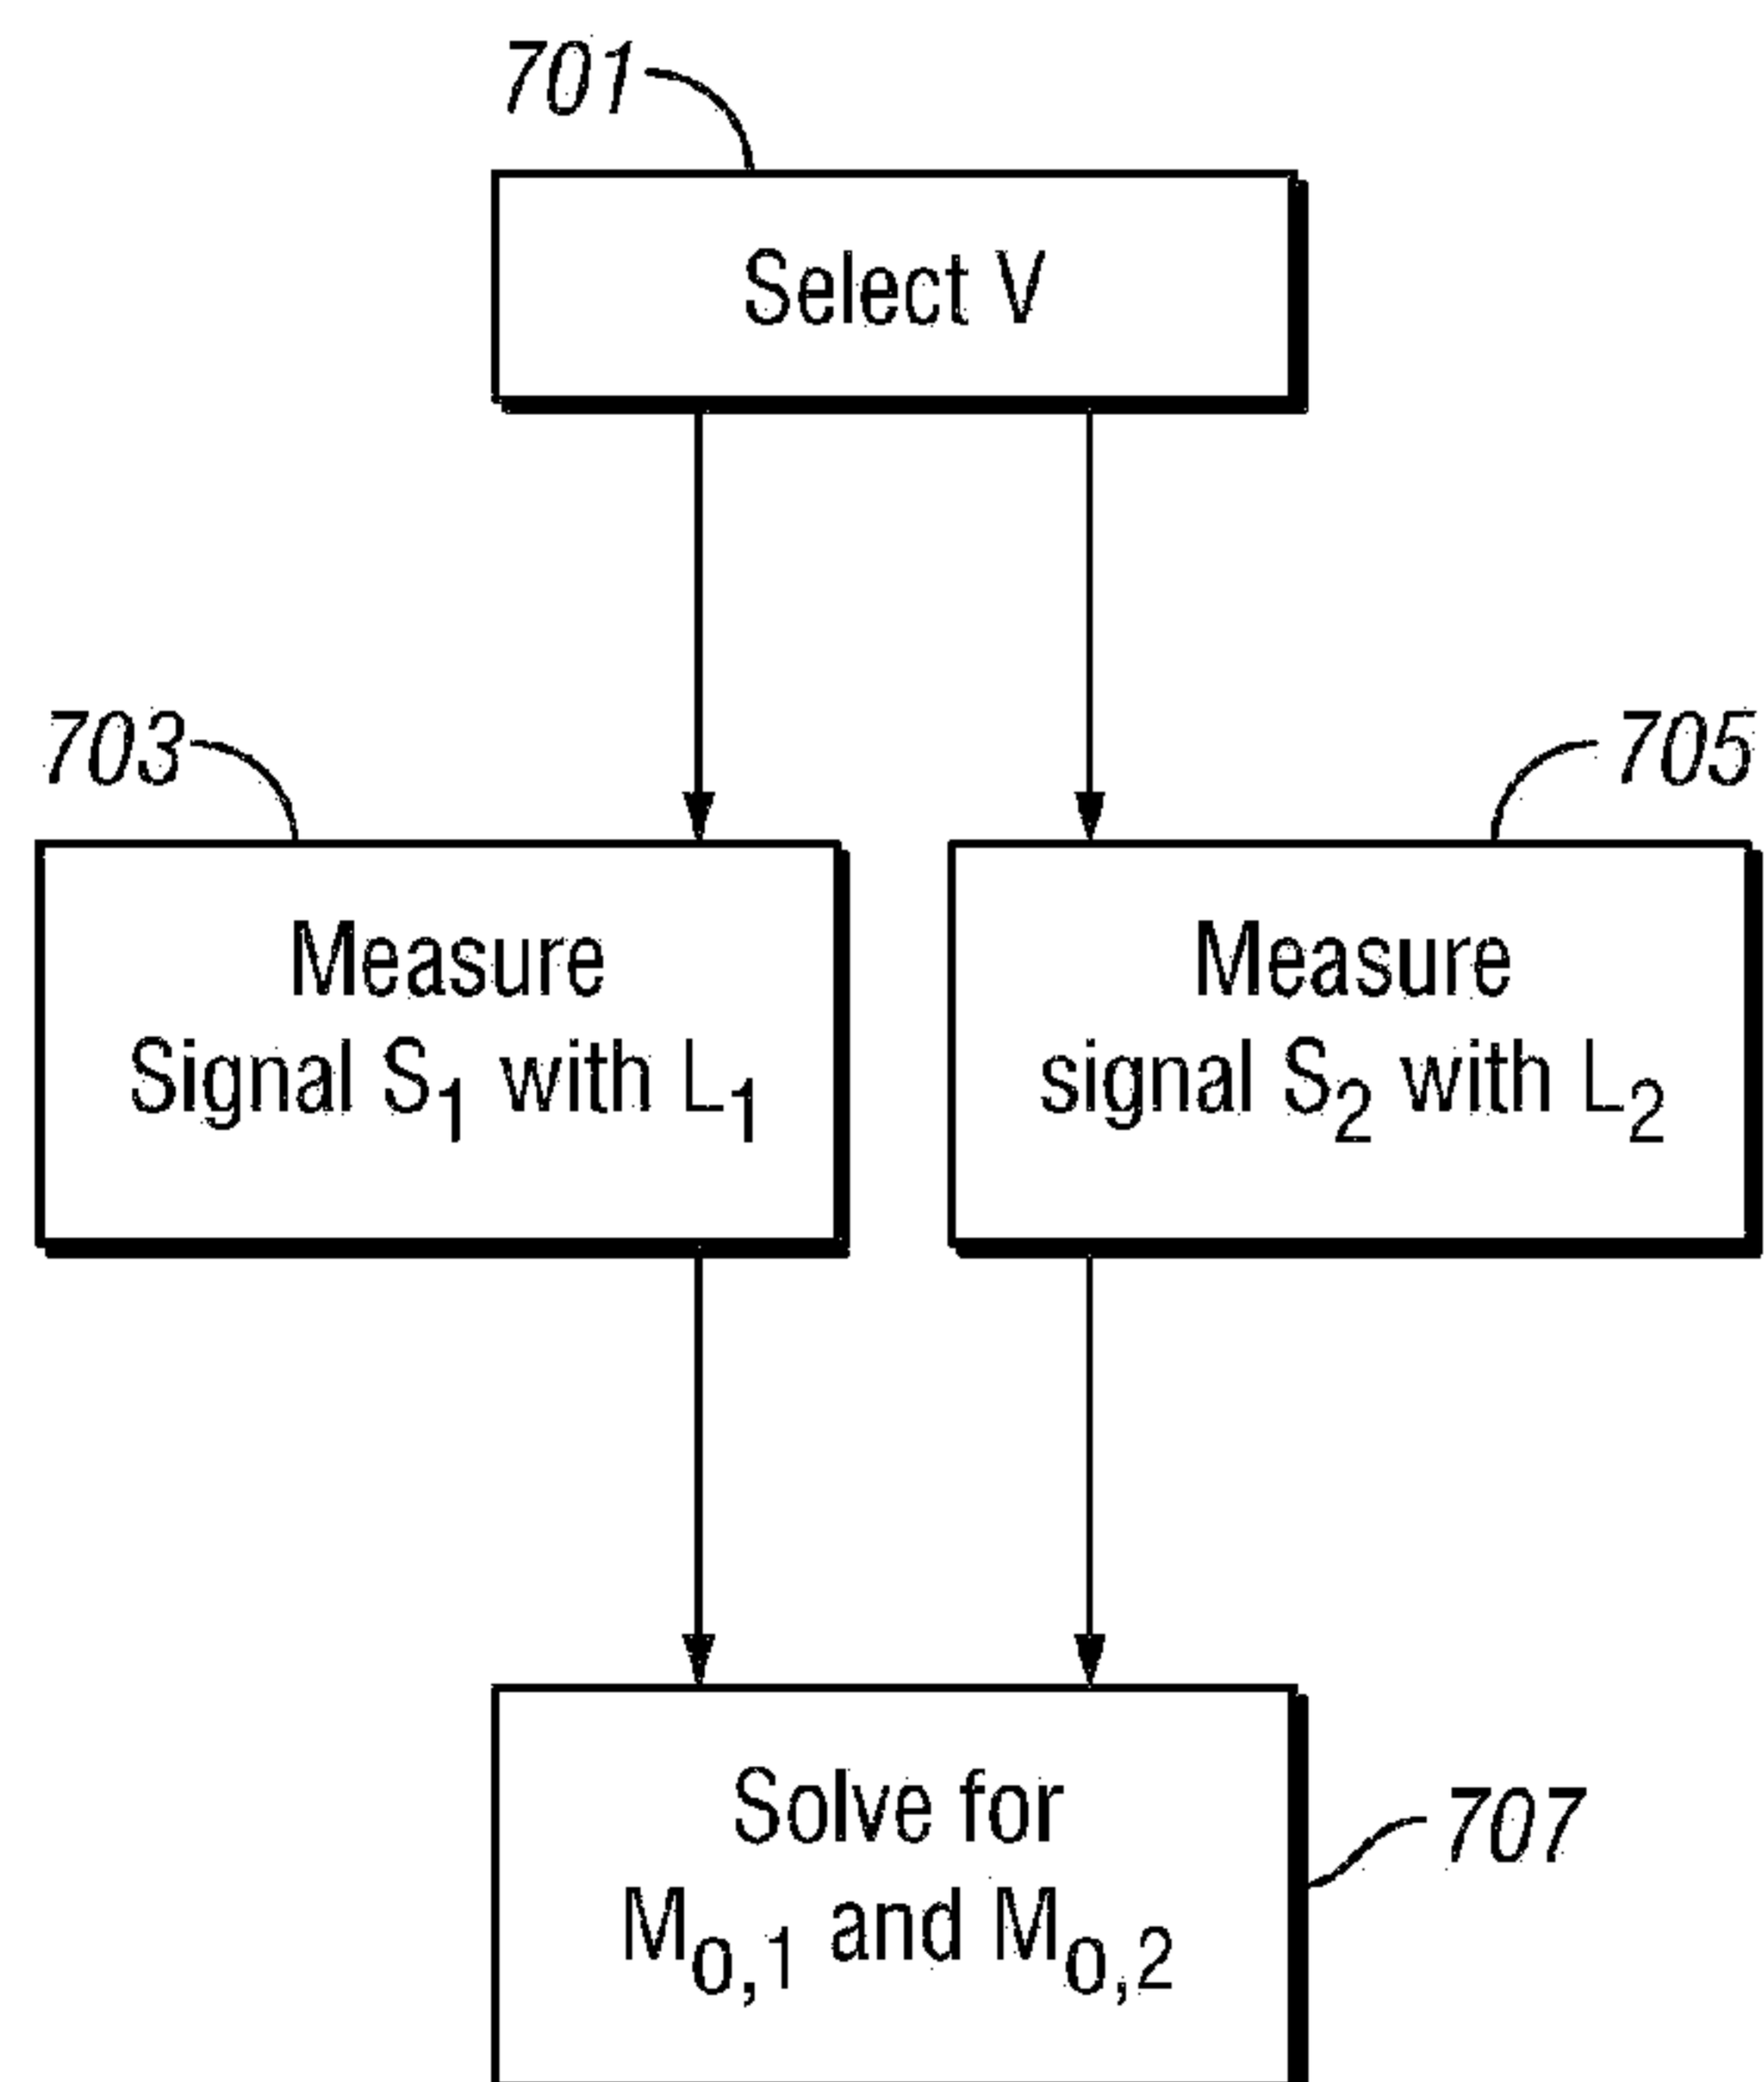 701
Select V
703
705
Measure
Signal S₁ with L₁
Measure
signal S₂ with L₂
Solve for
M₀,₁ and M₀,₂
707